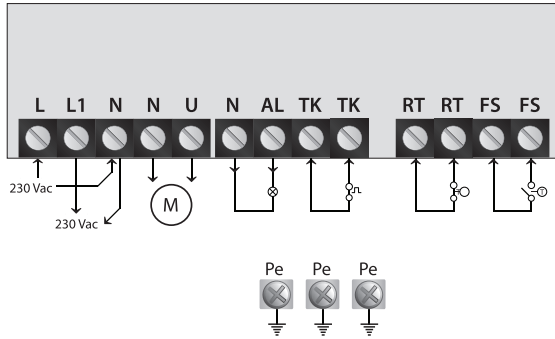 L L1 N N U N AL TK TK RT RT FS FS
230 Vac
M
T
230 Vac
Pe Pe Pe